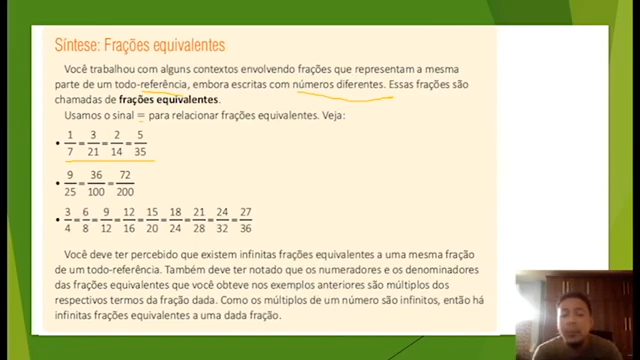 Síntese: Frações equivalentes
Você trabalhou com alguns contextos envolvendo frações que representam a mesma
parte de um todo-referência, embora escritas com números diferentes. Essas frações são
chamadas de frações equivalentes.
Usamos o sinal = para relacionar frações equivalentes. Veja:
• 1/7 = 3/21 = 2/14 = 5/35
• 9/25 = 36/100 = 72/200
• 3/4 = 6/8 = 9/12 = 12/16 = 15/20 = 18/24 = 21/28 = 24/32 = 27/36
Você deve ter percebido que existem infinitas frações equivalentes a uma mesma fração
de um todo-referência. Também deve ter notado que os numeradores e os denominadores
das frações equivalentes que você obteve nos exemplos anteriores são múltiplos dos
respectivos termos da fração dada. Como os múltiplos de um número são infinitos, então há
infinitas frações equivalentes a uma dada fração.